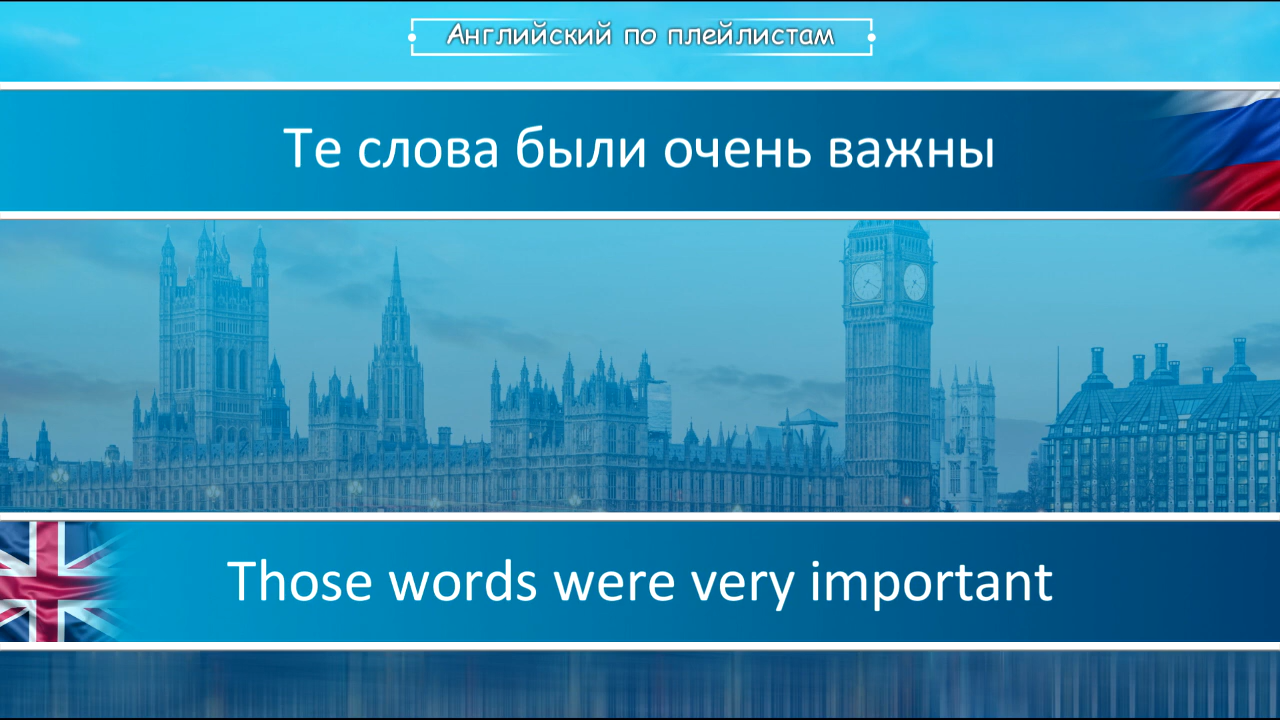 Английский по плейлистам
Те слова были очень важны
Those words were very important